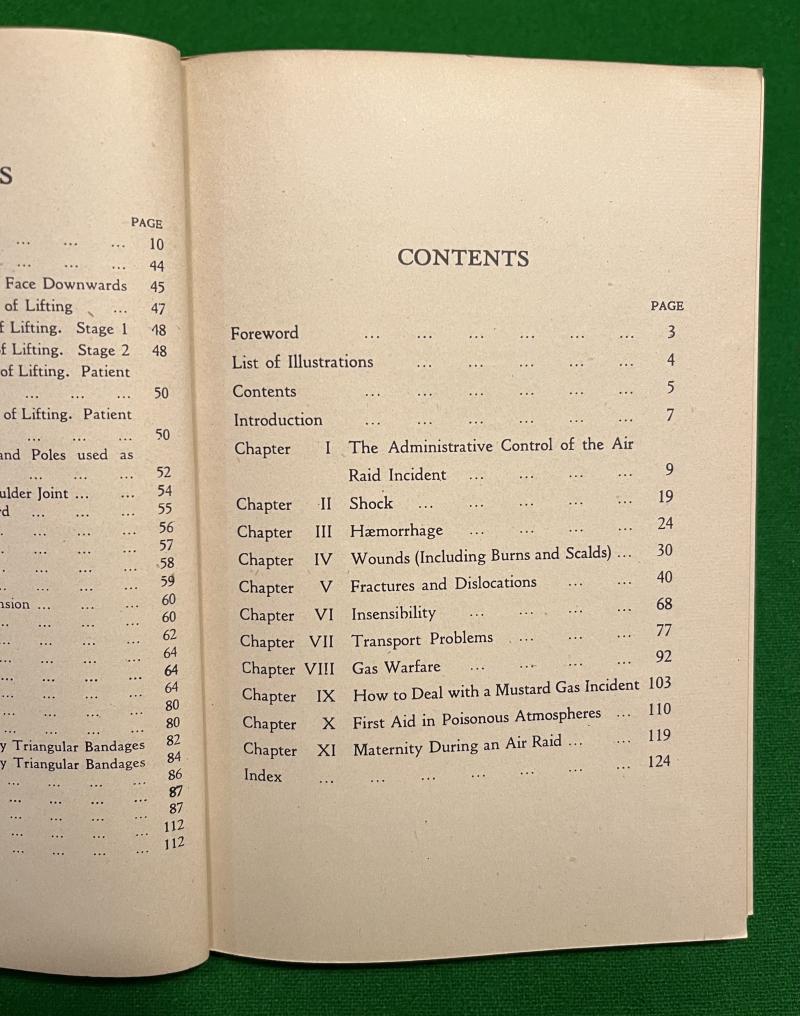 S
PAGE
... ... ... 10
... ... ... 44
Face Downwards 45
of Lifting ... 47
f Lifting. Stage 1 48
f Lifting. Stage 2 48
of Lifting. Patient
... ... ... 50
of Lifting. Patient
... ... ... 50
and Poles used as
... ... ... 52
ulder Joint ... ... 54
d ... ... ... 55
... ... ... 56
... ... ... 57
... ... ... 58
... ... ... 59
nsion ... ... ... 60
... ... ... 60
... ... ... 62
... ... ... 64
... ... ... 64
... ... ... 64
... ... ... 80
... ... ... 80
y Triangular Bandages 82
y Triangular Bandages 84
... ... ... 86
... ... ... 87
... ... ... 87
... ... ... 112
... ... ... 112
CONTENTS
PAGE
Foreword ... ... ... ... ... ... 3
List of Illustrations ... ... ... ... ... 4
Contents ... ... ... ... ... ... 5
Introduction ... ... ... ... ... ... 7
Chapter I The Administrative Control of the Air
Raid Incident ... ... ... ... 9
Chapter II Shock ... ... ... ... ... 19
Chapter III Hæmorrhage ... ... ... ... 24
Chapter IV Wounds (Including Burns and Scalds) ... 30
Chapter V Fractures and Dislocations ... ... 40
Chapter VI Insensibility ... ... ... ... 68
Chapter VII Transport Problems ... ... ... 77
Chapter VIII Gas Warfare ... ... ... ... 92
Chapter IX How to Deal with a Mustard Gas Incident 103
Chapter X First Aid in Poisonous Atmospheres ... 110
Chapter XI Maternity During an Air Raid ... ... 119
Index ... ... ... ... ... ... ... 124